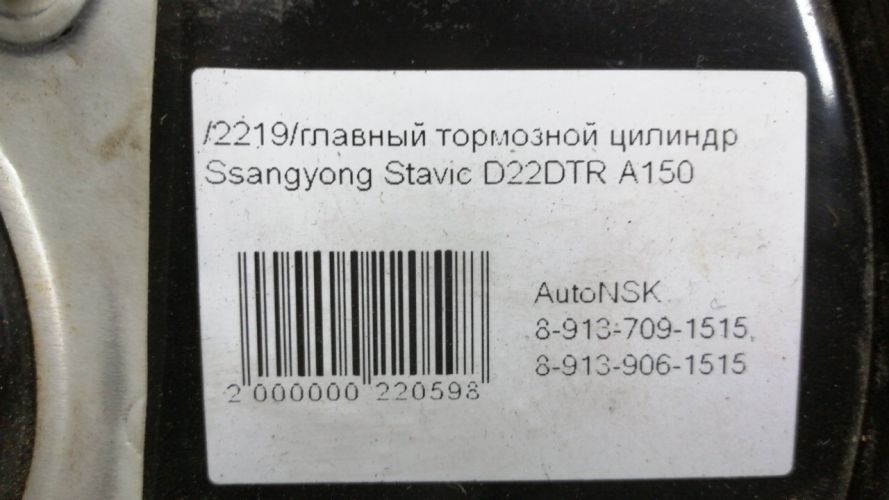 /2219/главный тормозной цилиндр
Ssangyong Stavic D22DTR A150
AutoNSK
8-913-709-1515,
8-913-906-1515
2 000000 220598